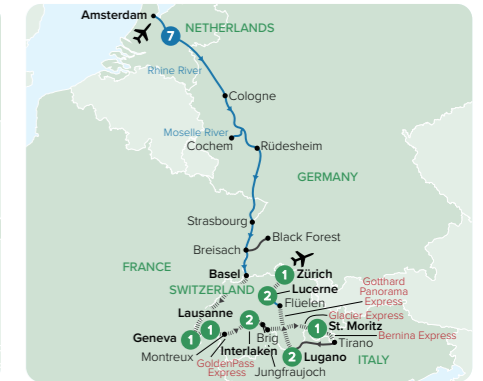 Amsterdam
7
NETHERLANDS
Rhine River
Cologne
Moselle River
Cochem
Rüdesheim
GERMANY
Strasbourg
Black Forest
Breisach
FRANCE
Basel
1
Zürich
SWITZERLAND
2
Lucerne
Gotthard
Panorama
Express
Flüelen
Lausanne
Glacier Express
1
1
2
1
St. Moritz
Geneva
Brig
Bernina Express
Tirano
Montreux
Interlaken
2
Lugano
ITALY
GoldenPass
Express
Jungfraujoch